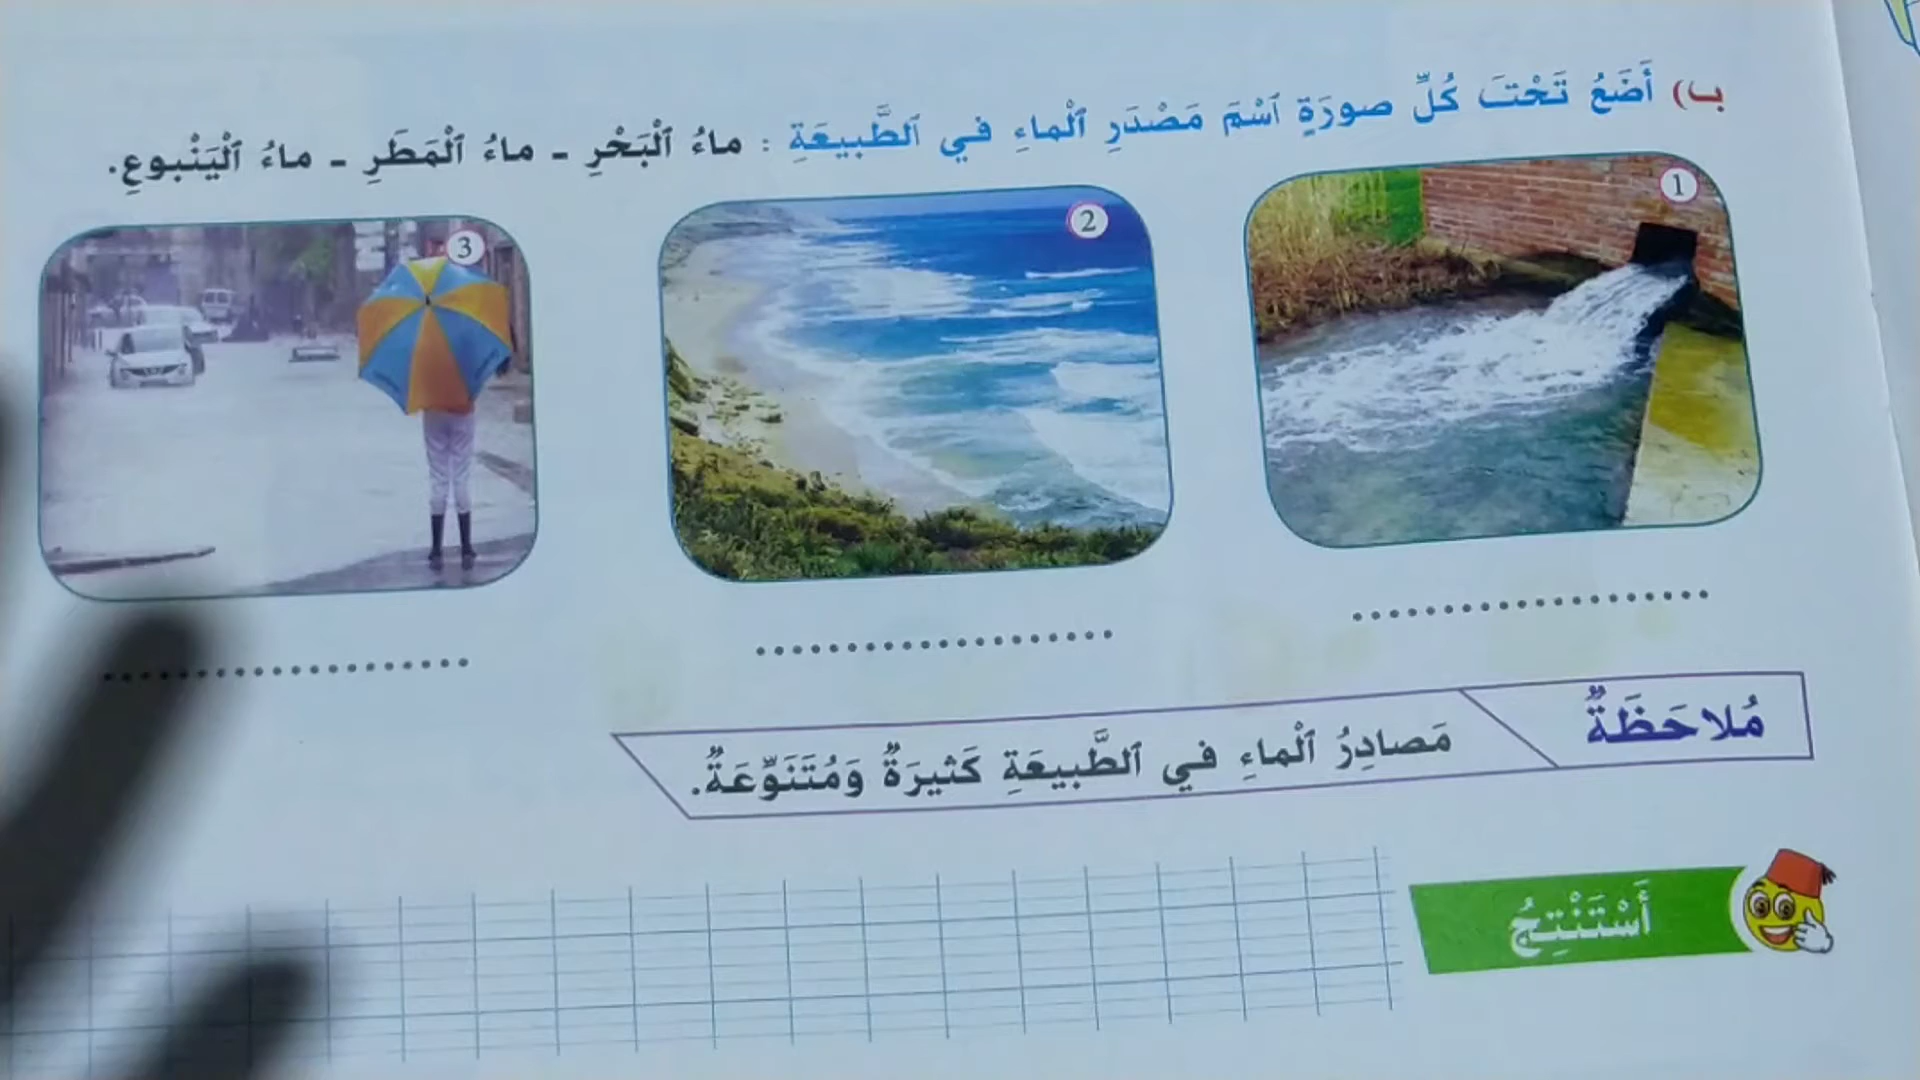 ب) أَضَعُ تَحْتَ كُلِّ صورَةٍ ٱسْمَ مَصْدَرِ ٱلْماءِ في ٱلطَّبيعَةِ : ماءُ ٱلْبَحْرِ - ماءُ ٱلْمَطَرِ - ماءُ ٱلْيَنْبوعِ.
1
2
3
مُلاحَظَةٌ
مَصادِرُ ٱلْماءِ في ٱلطَّبيعَةِ كَثيرَةٌ وَمُتَنَوِّعَةٌ.
أَسْتَنْتِجُ